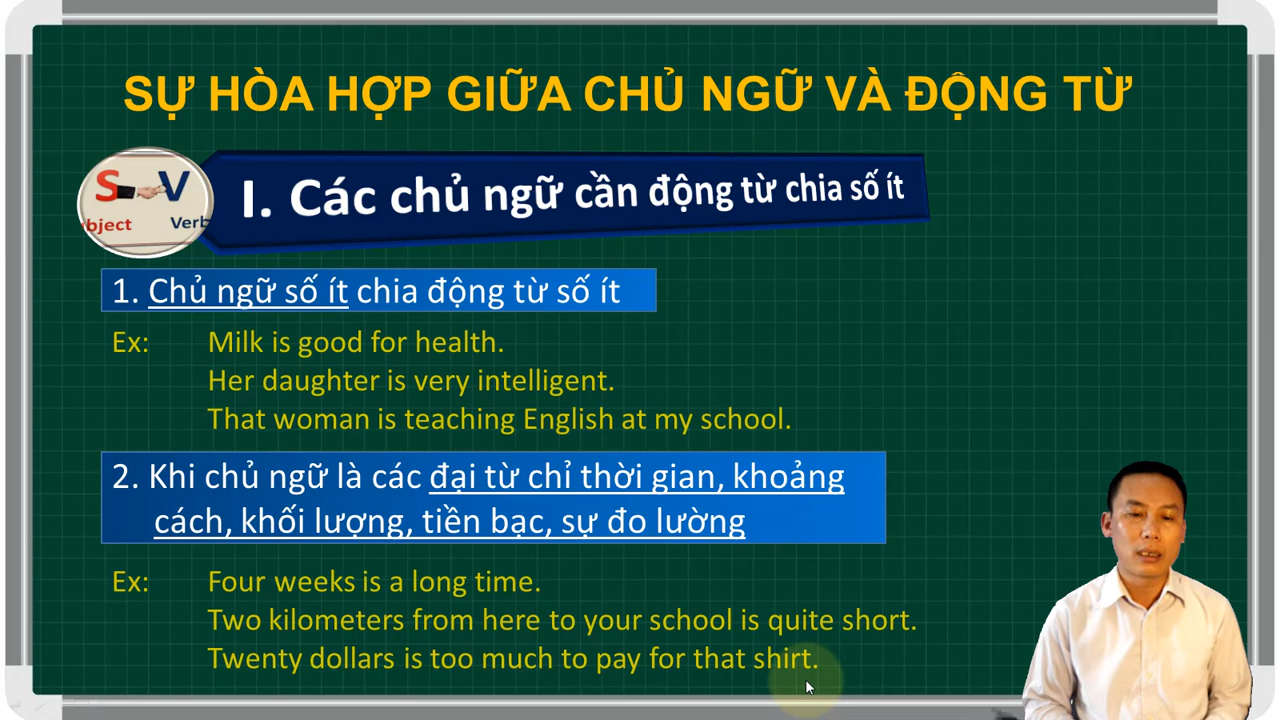 SỰ HÒA HỢP GIỮA CHỦ NGỮ VÀ ĐỘNG TỪ
S V
bject Verb
I. Các chủ ngữ cần động từ chia số ít
1. Chủ ngữ số ít chia động từ số ít
Ex: Milk is good for health.
Her daughter is very intelligent.
That woman is teaching English at my school.
2. Khi chủ ngữ là các đại từ chỉ thời gian, khoảng
cách, khối lượng, tiền bạc, sự đo lường
Ex: Four weeks is a long time.
Two kilometers from here to your school is quite short.
Twenty dollars is too much to pay for that shirt.